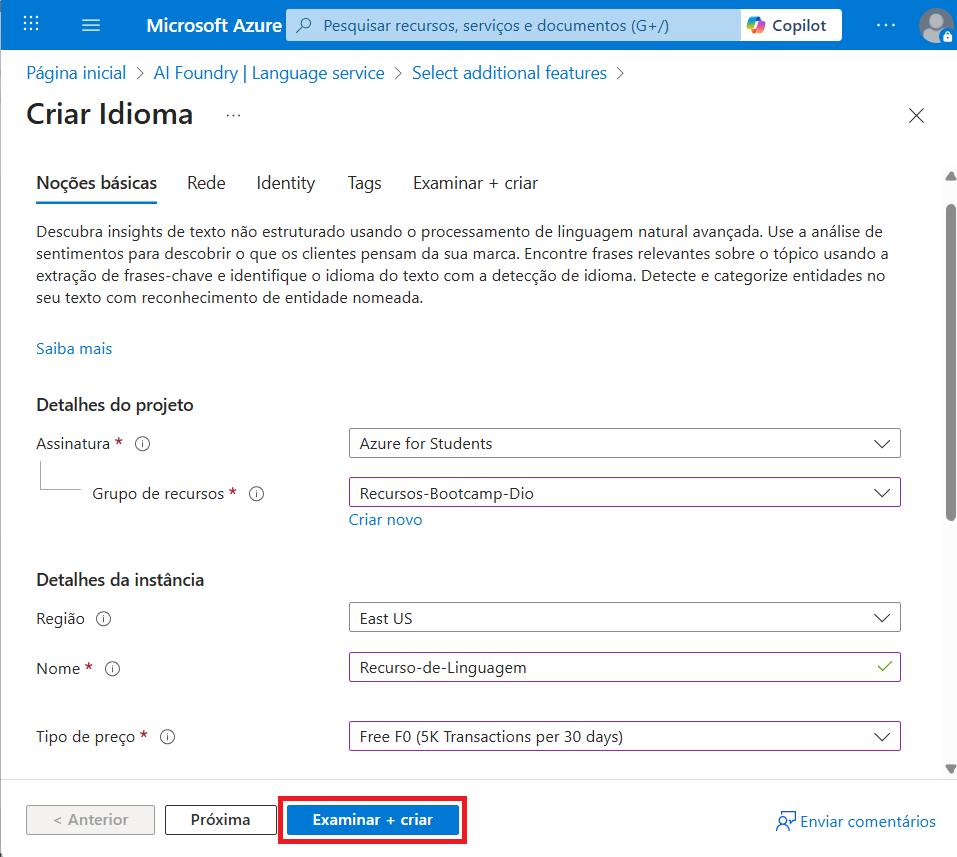 Microsoft Azure
Pesquisar recursos, serviços e documentos (G+/)
Copilot
Página inicial > AI Foundry | Language service > Select additional features >
Criar Idioma
Noções básicas Rede Identity Tags Examinar + criar
Descubra insights de texto não estruturado usando o processamento de linguagem natural avançada. Use a análise de
sentimentos para descobrir o que os clientes pensam da sua marca. Encontre frases relevantes sobre o tópico usando a
extração de frases-chave e identifique o idioma do texto com a detecção de idioma. Detecte e categorize entidades no
seu texto com reconhecimento de entidade nomeada.
Saiba mais
Detalhes do projeto
Assinatura * Azure for Students
Grupo de recursos * Recursos-Bootcamp-Dio
Criar novo
Detalhes da instância
Região East US
Nome * Recurso-de-Linguagem
Tipo de preço * Free F0 (5K Transactions per 30 days)
< Anterior Próxima Examinar + criar Enviar comentários